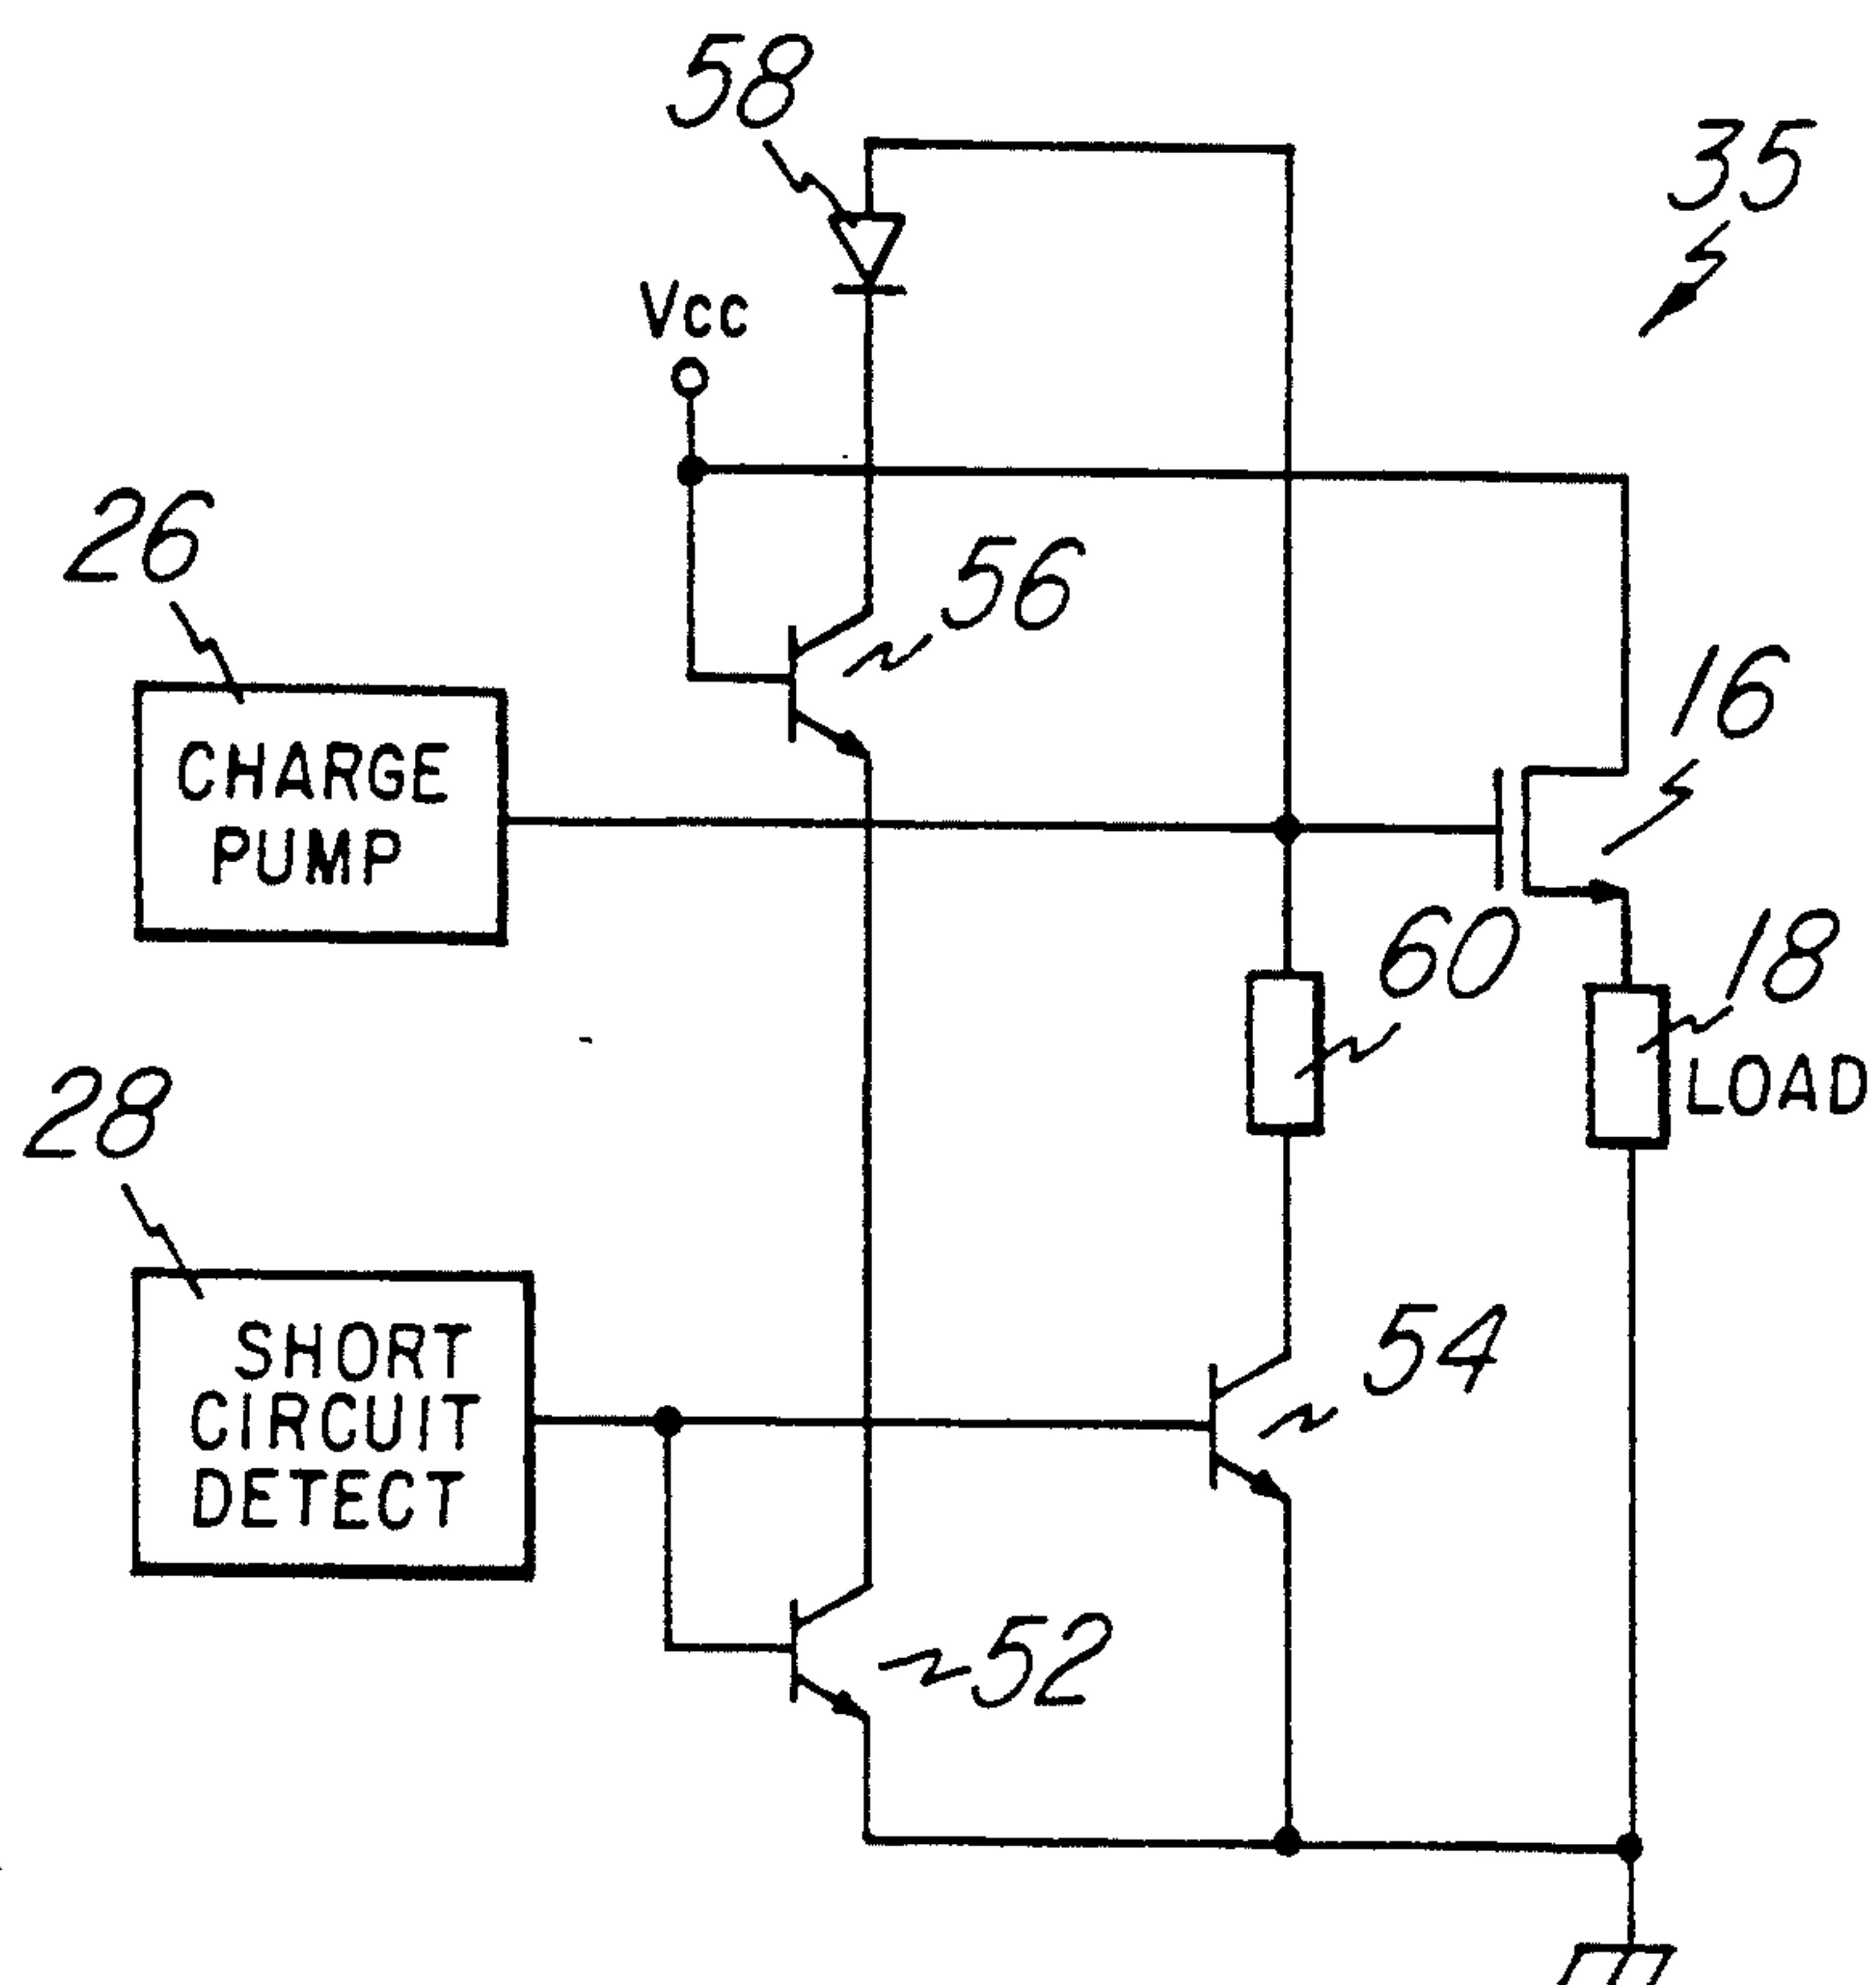 58
35
Vcc
26
56
16
CHARGE
PUMP
60
18
LOAD
28
SHORT
CIRCUIT
DETECT
54
52